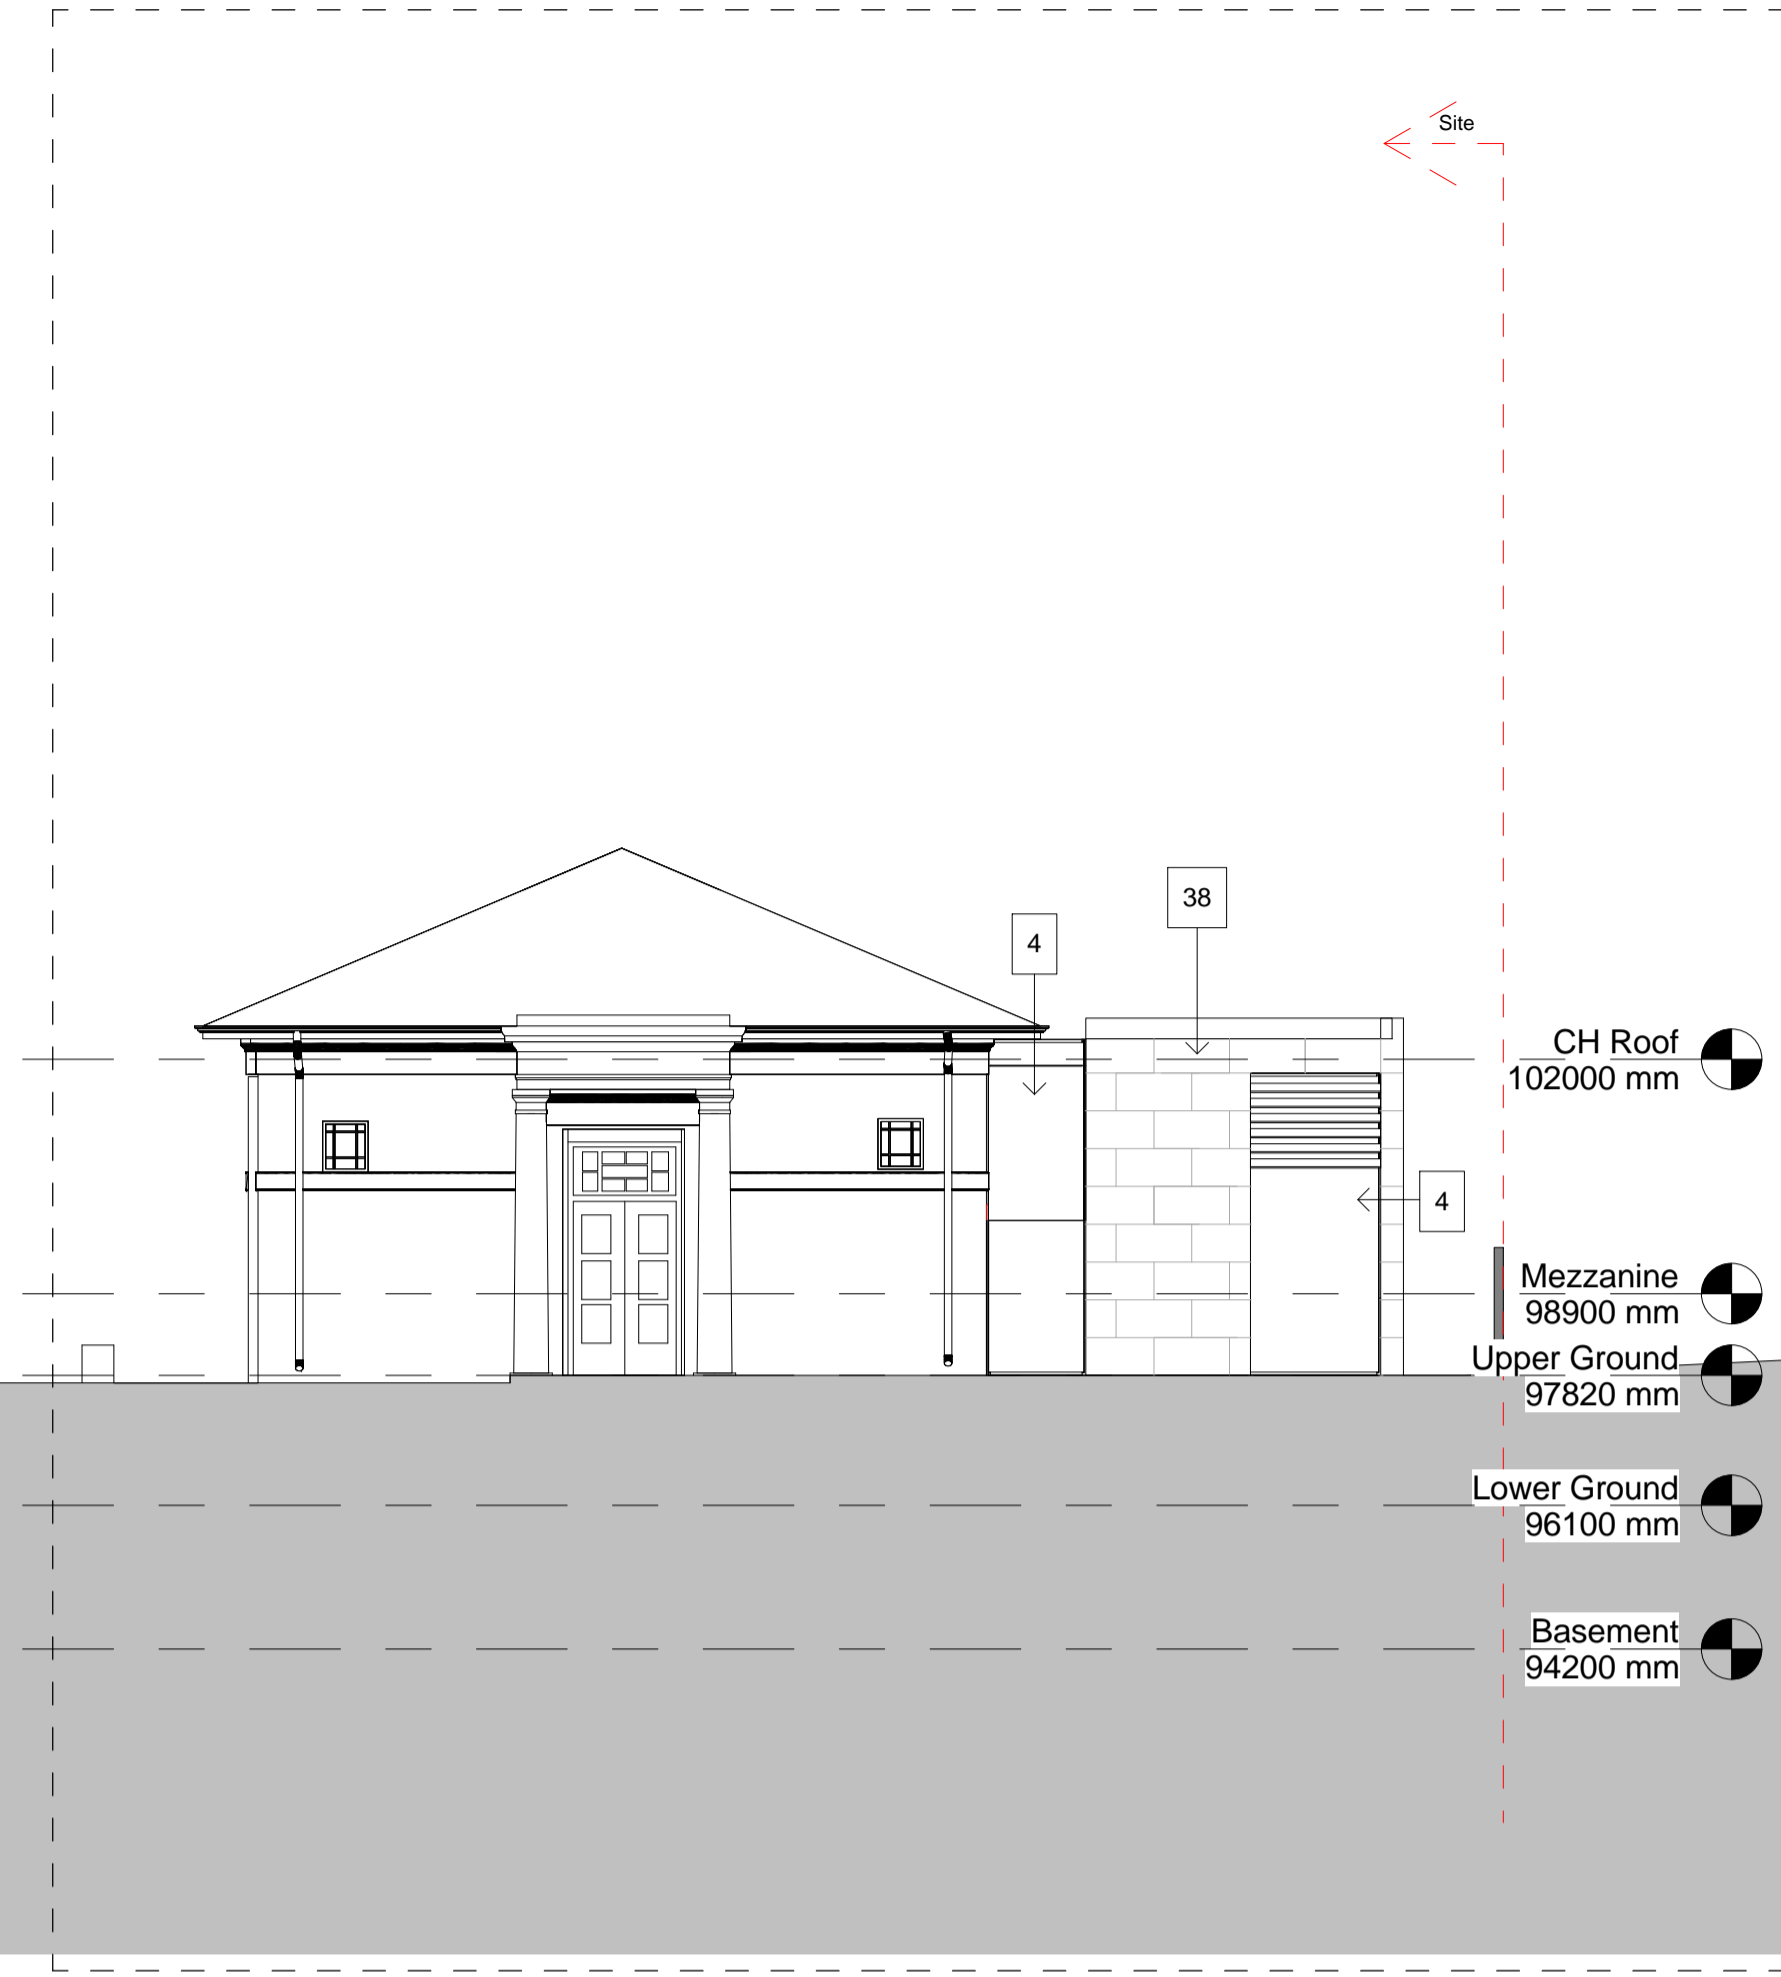 Site
38
4
CH Roof
102000 mm
4
Mezzanine
98900 mm
Upper Ground
97820 mm
Lower Ground
96100 mm
Basement
94200 mm